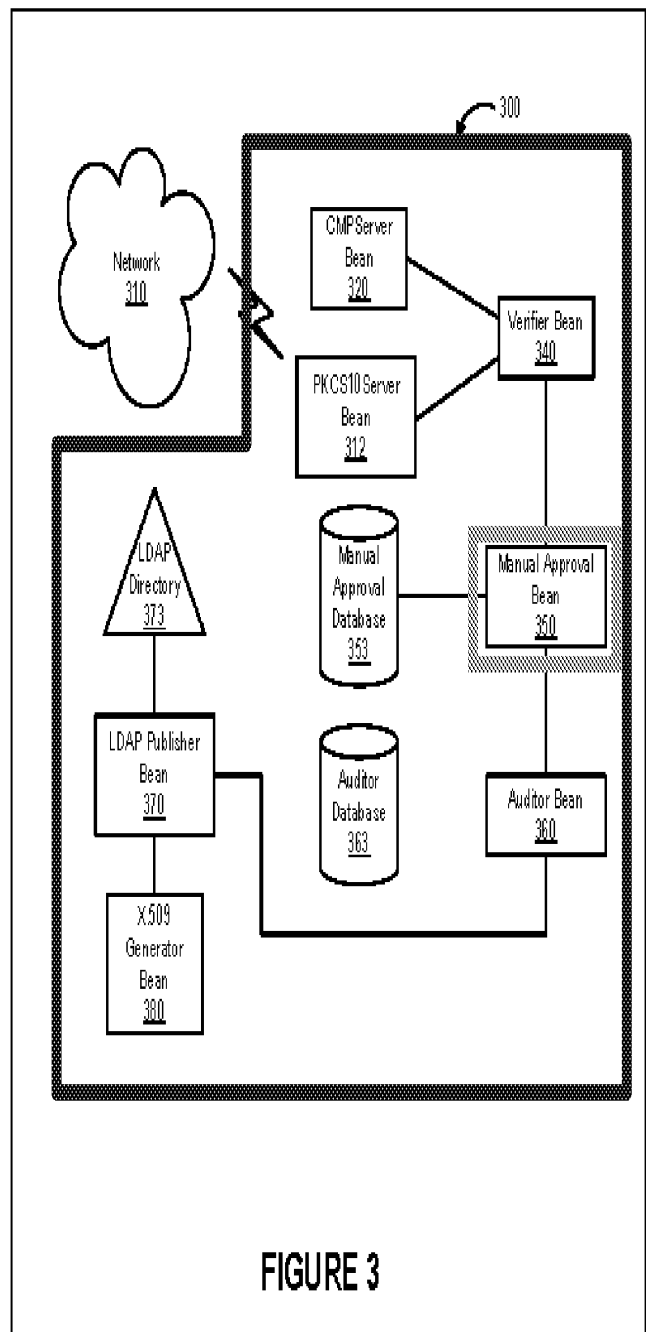 300
Network
310
CMPServer
Bean
320
Verifier Bean
340
PKCS10 Server
Bean
312
LDAP
Directory
373
Manual
Approval
Database
353
Manual Approval
Bean
350
LDAP Publisher
Bean
370
Auditor
Database
363
Auditor Bean
360
X.509
Generator
Bean
380
FIGURE 3